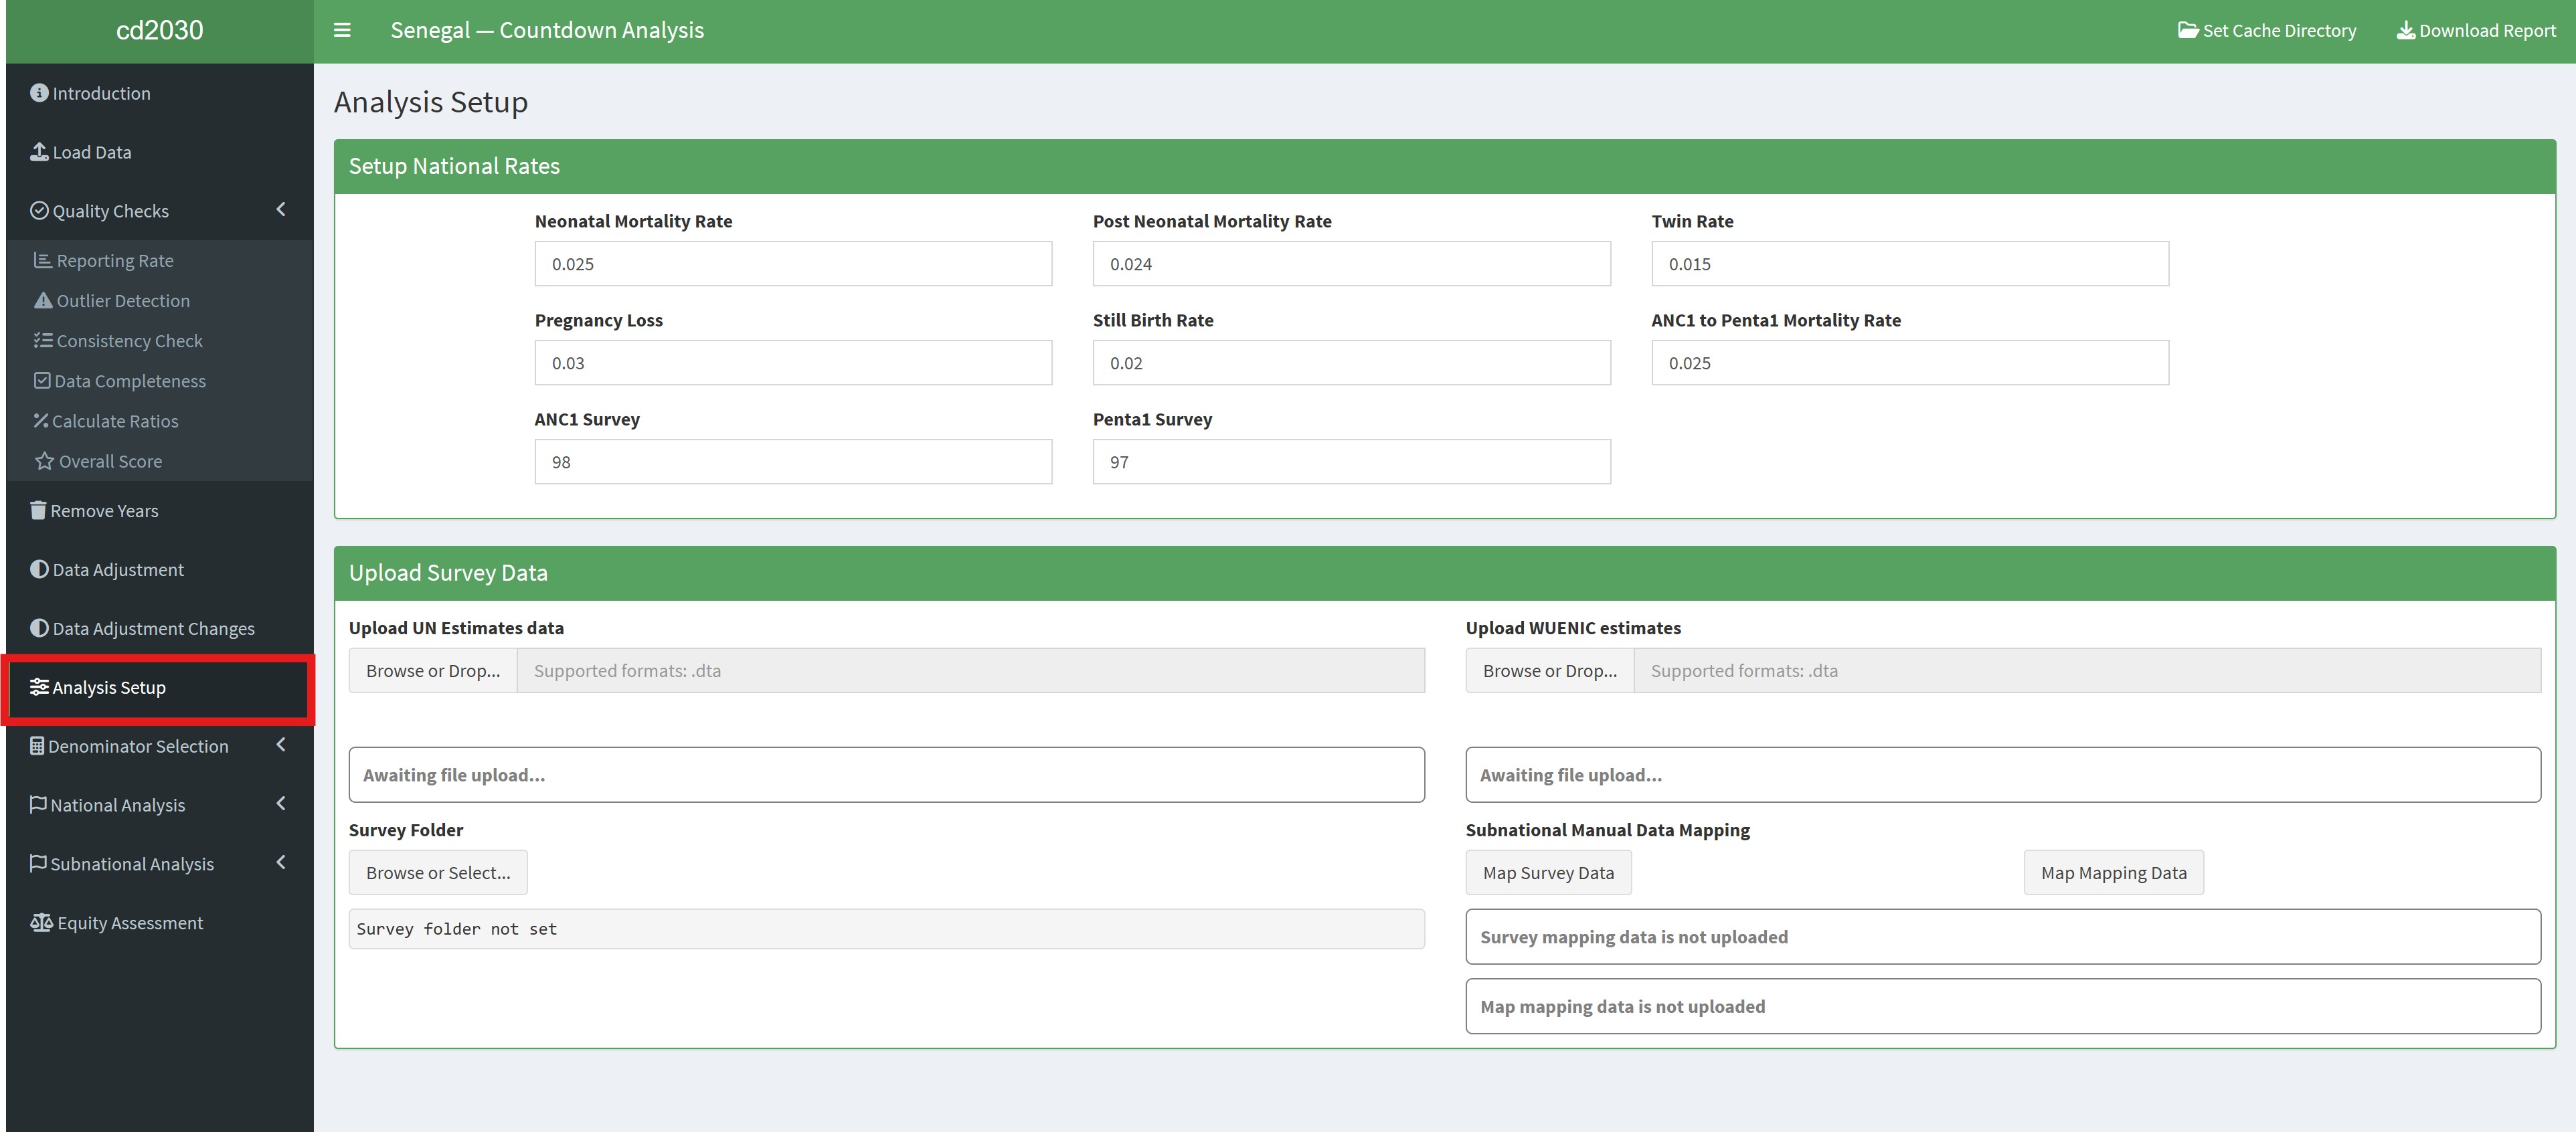 cd2030
Senegal — Countdown Analysis
Set Cache Directory
Download Report
Introduction
Load Data
Quality Checks
Reporting Rate
Outlier Detection
Consistency Check
Data Completeness
Calculate Ratios
Overall Score
Remove Years
Data Adjustment
Data Adjustment Changes
Analysis Setup
Denominator Selection
National Analysis
Subnational Analysis
Equity Assessment
Analysis Setup
Setup National Rates
Neonatal Mortality Rate
0.025
Post Neonatal Mortality Rate
0.024
Twin Rate
0.015
Pregnancy Loss
0.03
Still Birth Rate
0.02
ANC1 to Penta1 Mortality Rate
0.025
ANC1 Survey
98
Penta1 Survey
97
Upload Survey Data
Upload UN Estimates data
Browse or Drop...
Supported formats: .dta
Awaiting file upload...
Upload WUENIC estimates
Browse or Drop...
Supported formats: .dta
Awaiting file upload...
Survey Folder
Browse or Select...
Survey folder not set
Subnational Manual Data Mapping
Map Survey Data
Map Mapping Data
Survey mapping data is not uploaded
Map mapping data is not uploaded